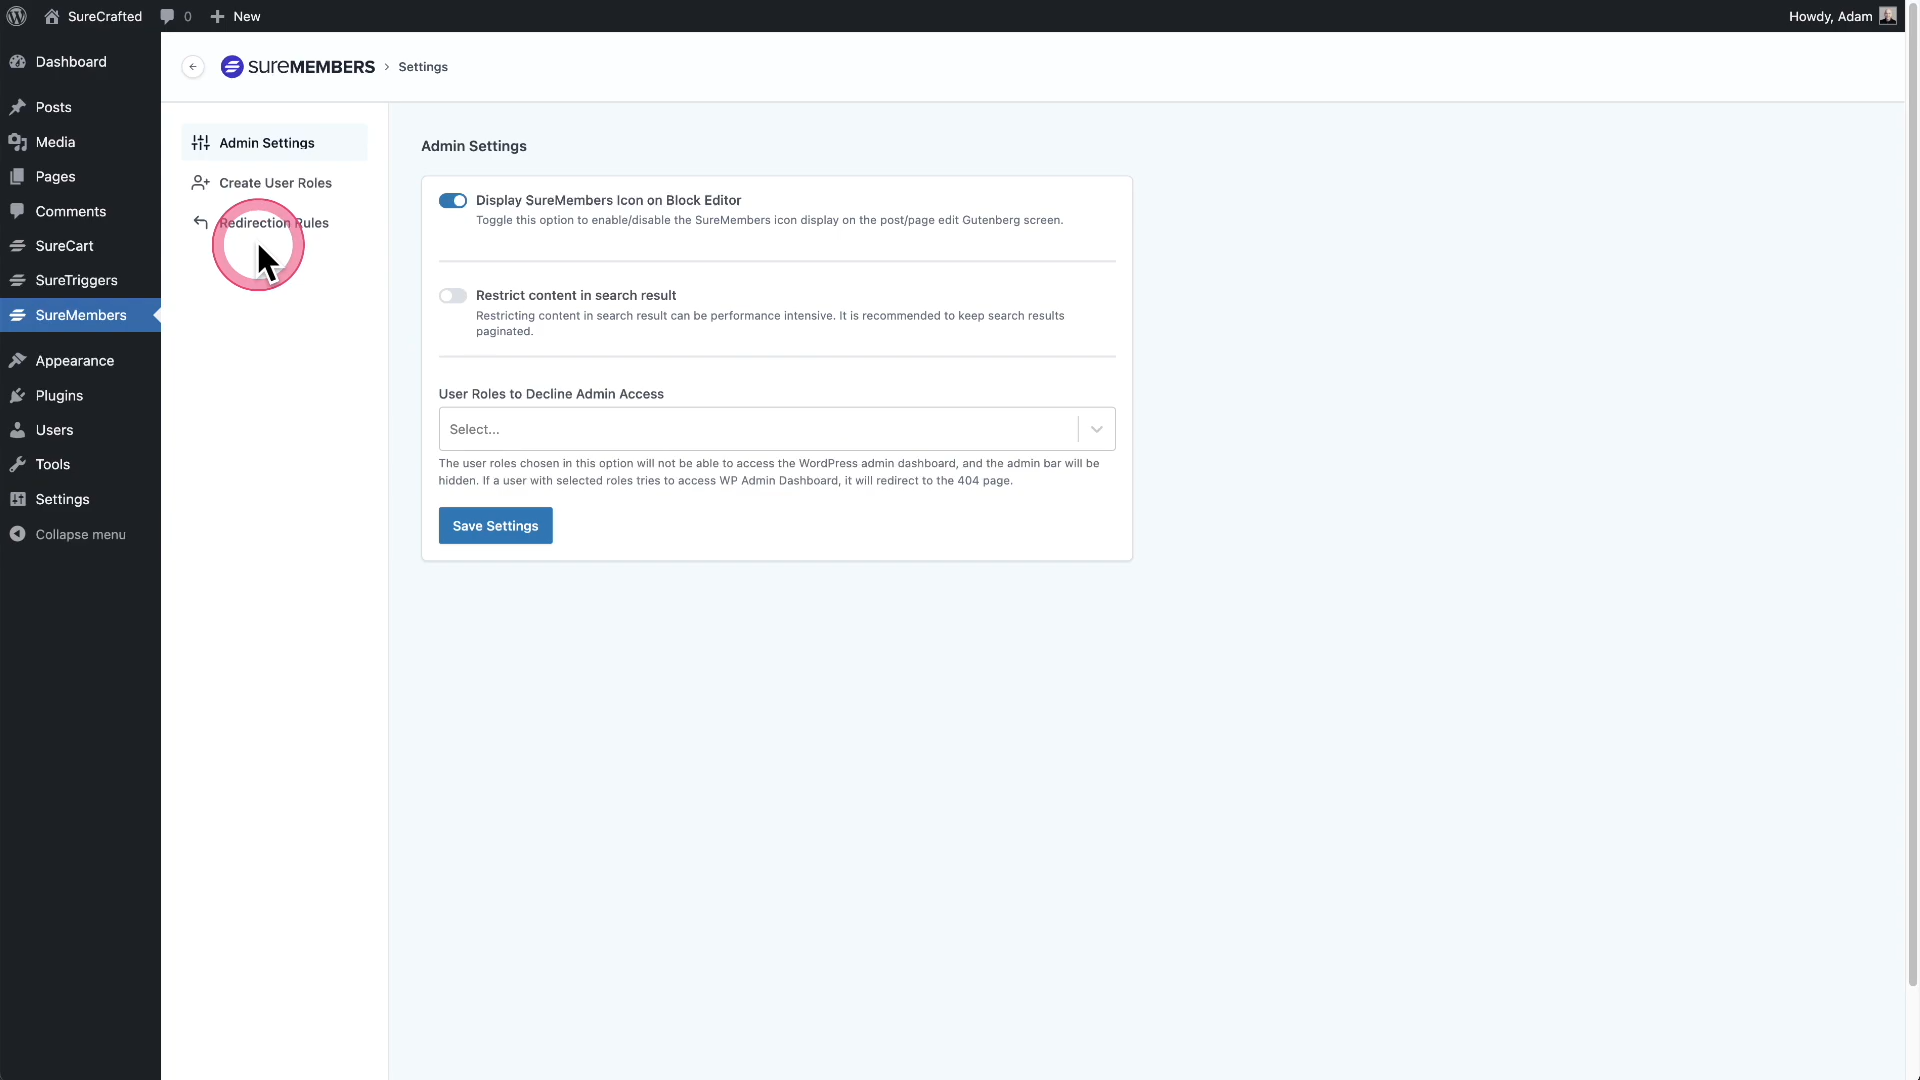 SureCrafted
0
New
Howdy, Adam
Dashboard
Posts
Media
Pages
Comments
SureCart
SureTriggers
SureMembers
Appearance
Plugins
Users
Tools
Settings
Collapse menu
sureMEMBERS
Settings
Admin Settings
Create User Roles
Redirection Rules
Admin Settings
Display SureMembers Icon on Block Editor
Toggle this option to enable/disable the SureMembers icon display on the post/page edit Gutenberg screen.
Restrict content in search result
Restricting content in search result can be performance intensive. It is recommended to keep search results
paginated.
User Roles to Decline Admin Access
Select...
The user roles chosen in this option will not be able to access the WordPress admin dashboard, and the admin bar will be
hidden. If a user with selected roles tries to access WP Admin Dashboard, it will redirect to the 404 page.
Save Settings